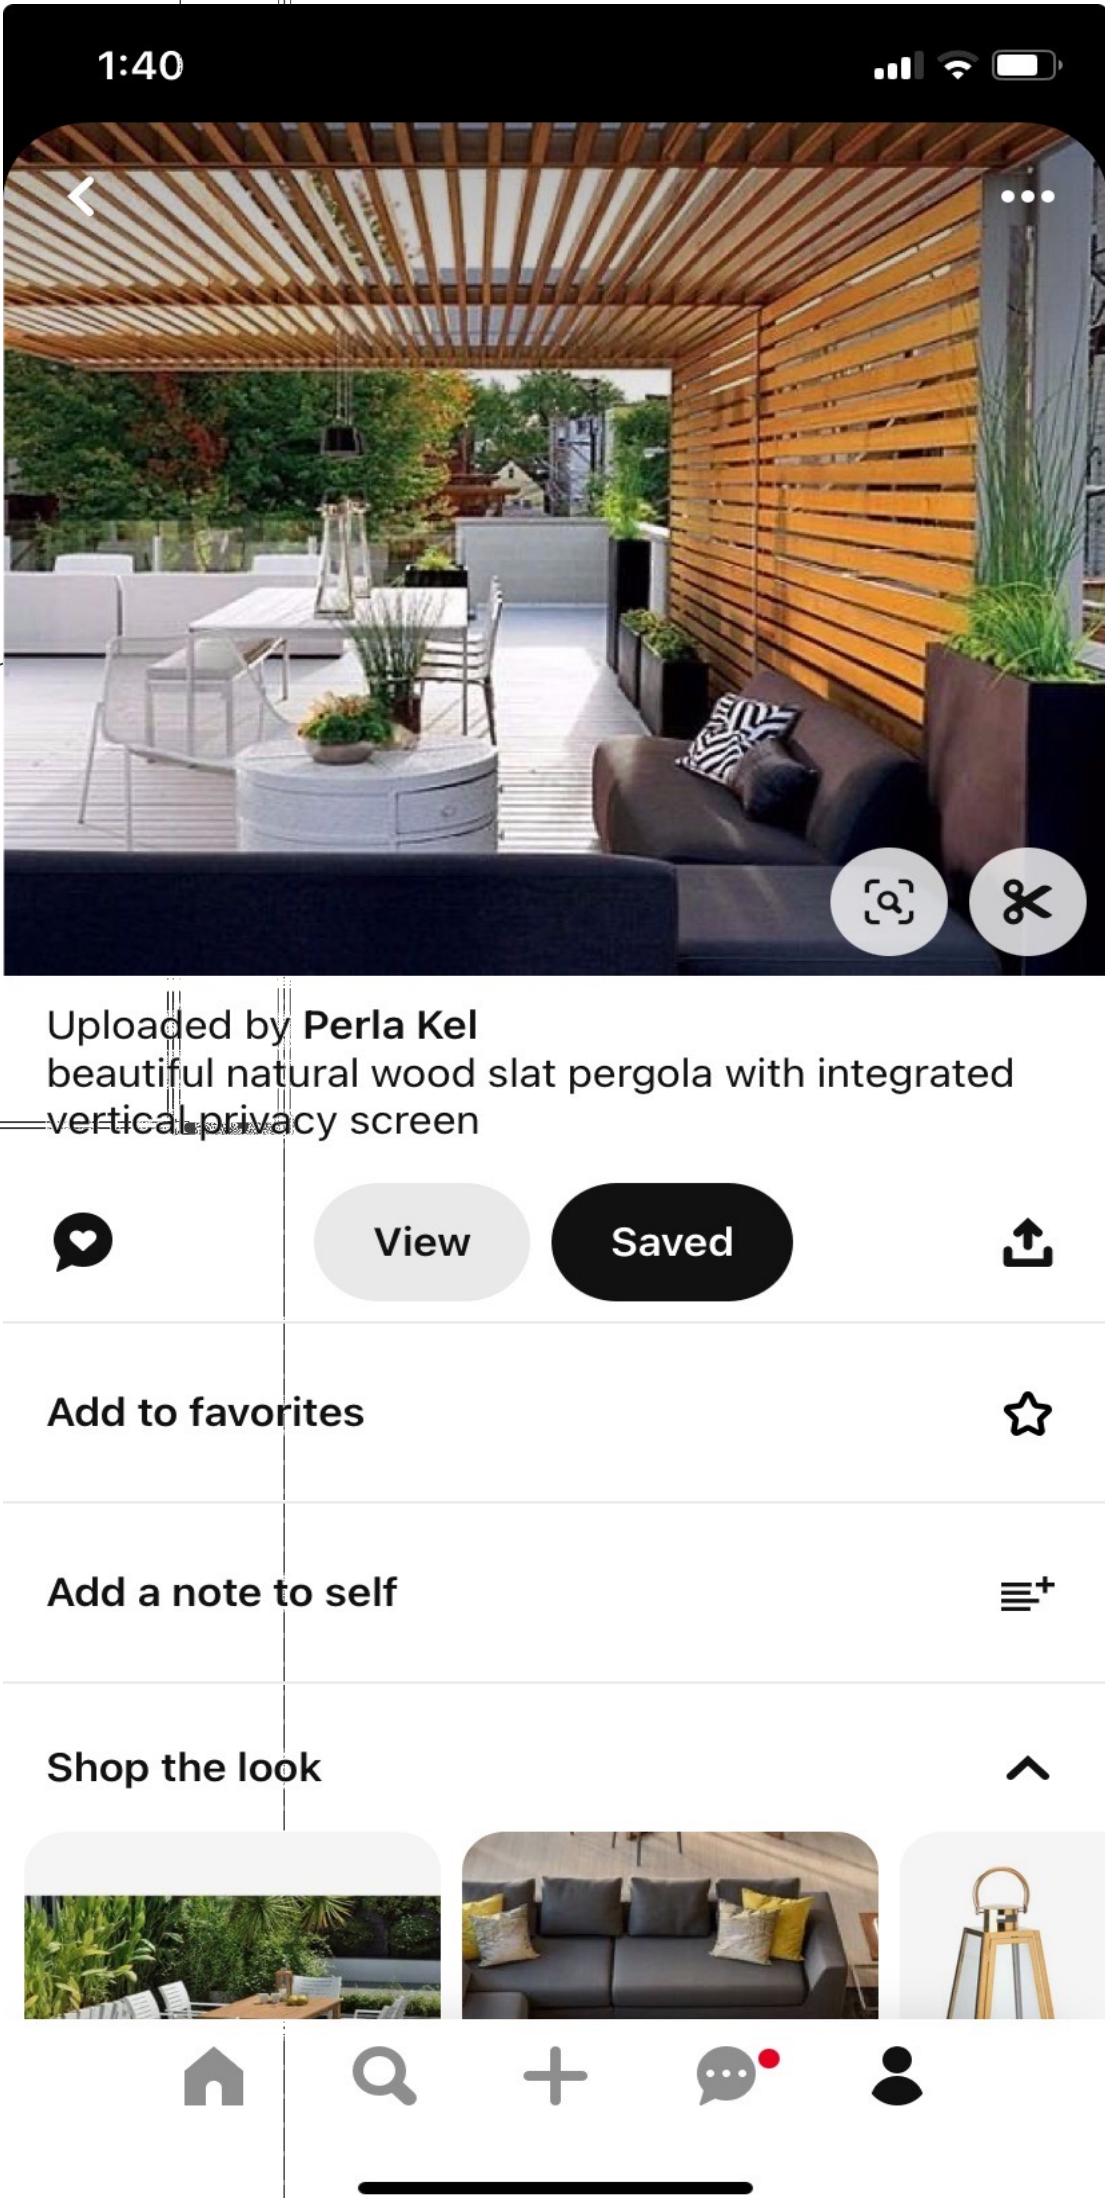 1:40
Uploaded by Perla Kel
beautiful natural wood slat pergola with integrated
vertical privacy screen
View
Saved
Add to favorites
Add a note to self
Shop the look